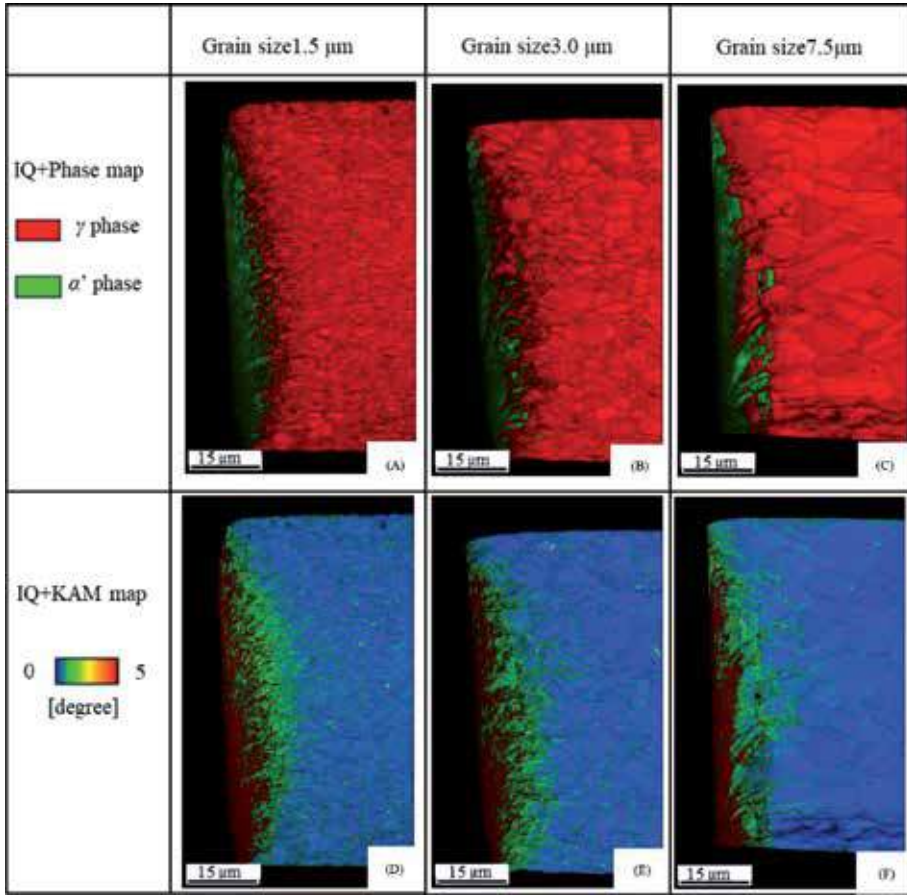 Grain size1.5 μm
Grain size3.0 μm
Grain size7.5μm
IQ+Phase map
γ phase
α’ phase
15 μm
(A)
15 μm
(B)
15 μm
(C)
IQ+KAM map
0
5
[degree]
15 μm
(D)
15 μm
(E)
15 μm
(F)